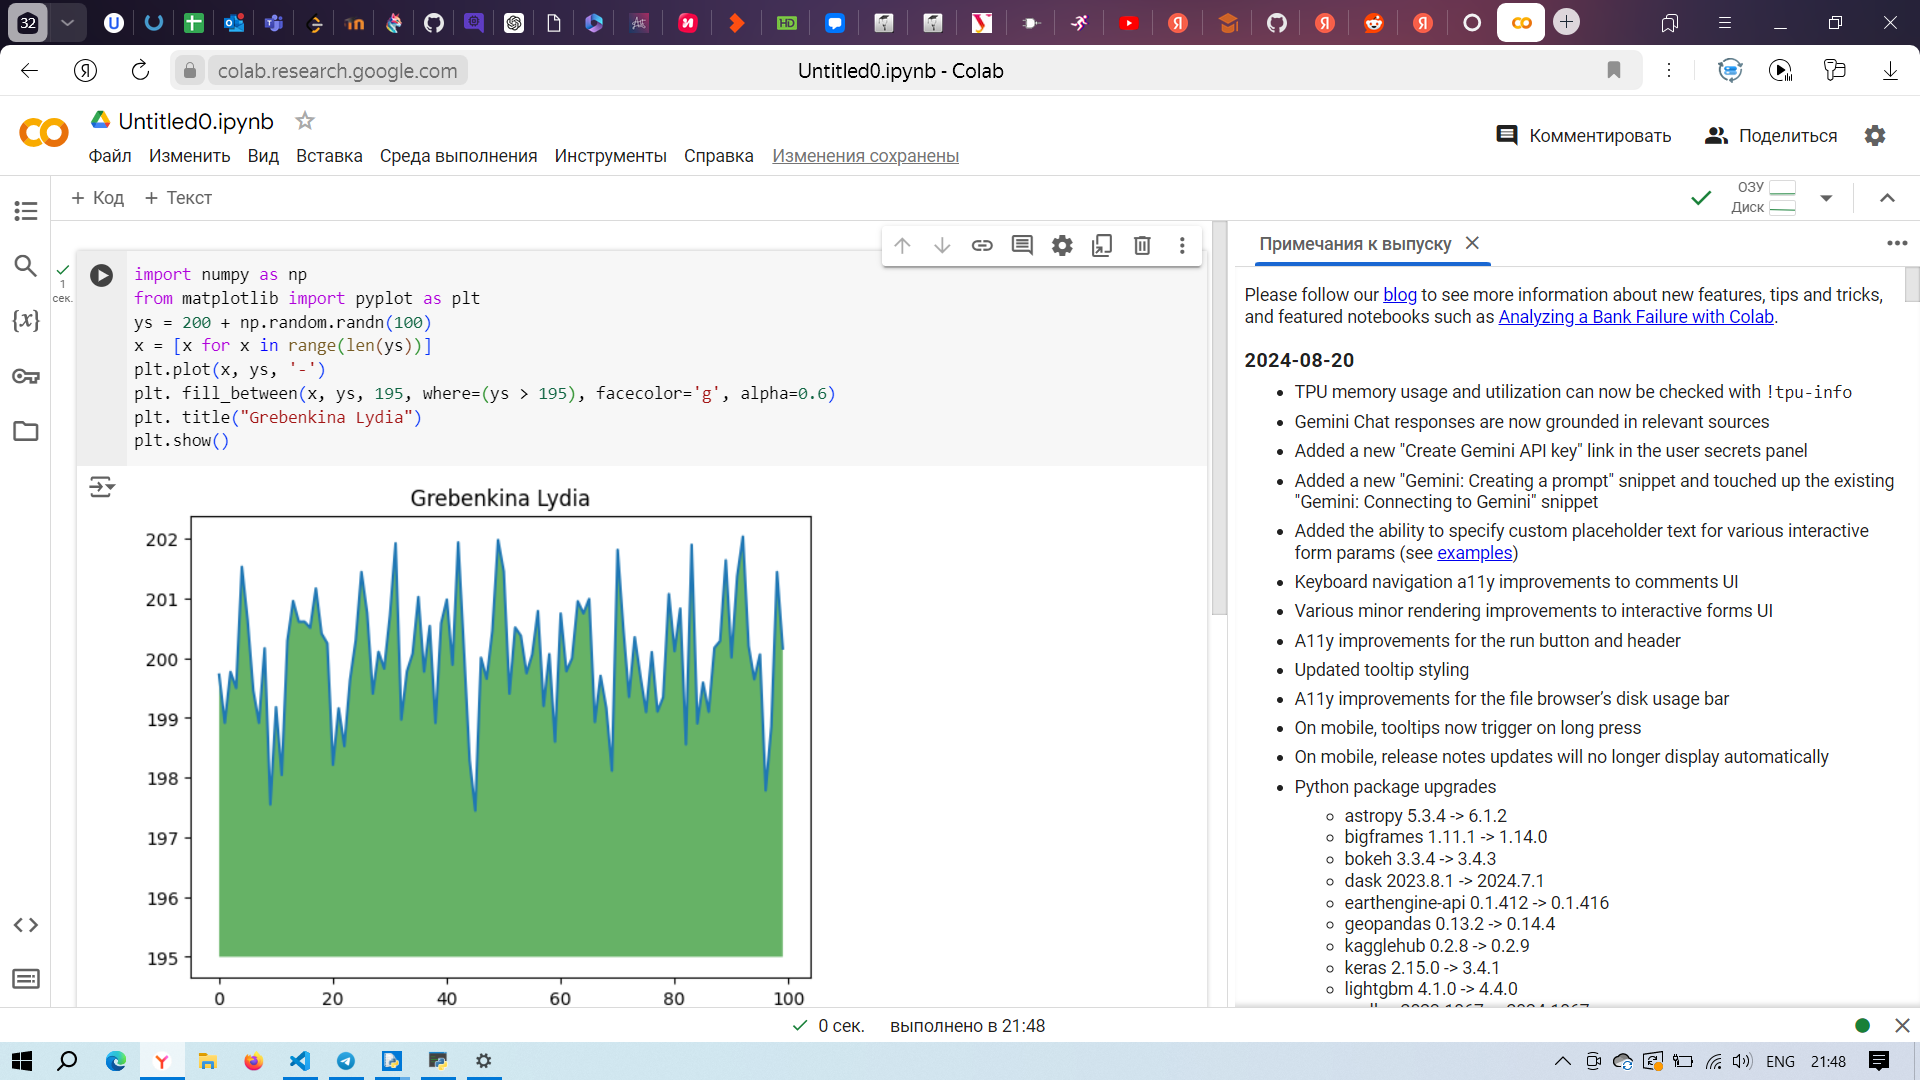 32
HD
colab.research.google.com
Untitled0.ipynb - Colab
Untitled0.ipynb
Комментировать
Поделиться
Файл Изменить Вид Вставка Среда выполнения Инструменты Справка Изменения сохранены
+ Код + Текст
ОЗУ
Диск
Примечания к выпуску
1
сек.
import numpy as np
from matplotlib import pyplot as plt
ys = 200 + np.random.randn(100)
x = [x for x in range(len(ys))]
plt.plot(x, ys, '-')
plt. fill_between(x, ys, 195, where=(ys > 195), facecolor='g', alpha=0.6)
plt. title("Grebenkina Lydia")
plt.show()
Grebenkina Lydia
202
201
200
199
198
197
196
195
0 20 40 60 80 100
Please follow our blog to see more information about new features, tips and tricks,
and featured notebooks such as Analyzing a Bank Failure with Colab.
2024-08-20
• TPU memory usage and utilization can now be checked with !tpu-info
• Gemini Chat responses are now grounded in relevant sources
• Added a new "Create Gemini API key" link in the user secrets panel
• Added a new "Gemini: Creating a prompt" snippet and touched up the existing
"Gemini: Connecting to Gemini" snippet
• Added the ability to specify custom placeholder text for various interactive
form params (see examples)
• Keyboard navigation a11y improvements to comments UI
• Various minor rendering improvements to interactive forms UI
• A11y improvements for the run button and header
• Updated tooltip styling
• A11y improvements for the file browser's disk usage bar
• On mobile, tooltips now trigger on long press
• On mobile, release notes updates will no longer display automatically
• Python package upgrades
astropy 5.3.4 -> 6.1.2
bigframes 1.11.1 -> 1.14.0
bokeh 3.3.4 -> 3.4.3
dask 2023.8.1 -> 2024.7.1
earthengine-api 0.1.412 -> 0.1.416
geopandas 0.13.2 -> 0.14.4
kagglehub 0.2.8 -> 0.2.9
keras 2.15.0 -> 3.4.1
lightgbm 4.1.0 -> 4.4.0
0 сек. выполнено в 21:48
ENG 21:48